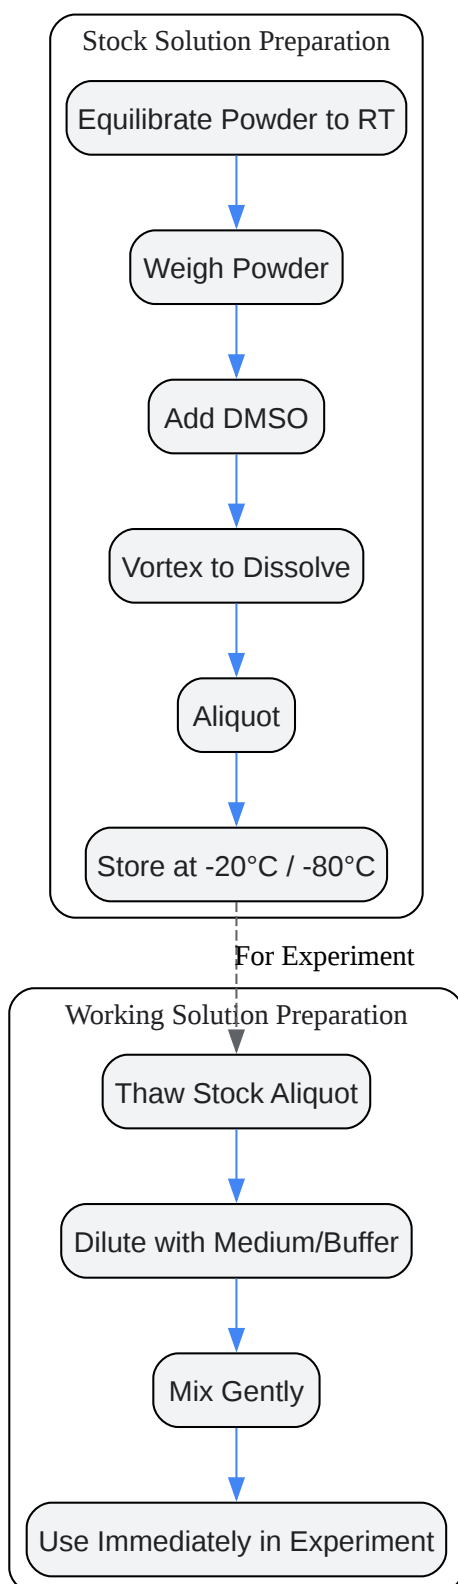 Stock Solution Preparation
Equilibrate Powder to RT
Weigh Powder
Add DMSO
Vortex to Dissolve
Aliquot
Store at -20°C / -80°C
For Experiment
Working Solution Preparation
Thaw Stock Aliquot
Dilute with Medium/Buffer
Mix Gently
Use Immediately in Experiment